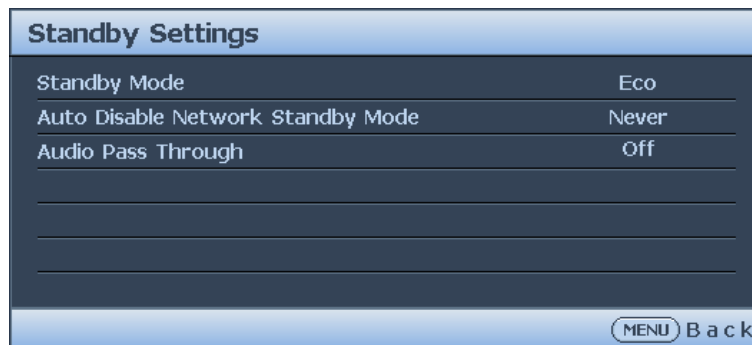 Standby Settings
Standby Mode Eco
Auto Disable Network Standby Mode Never
Audio Pass Through Off
MENU Back